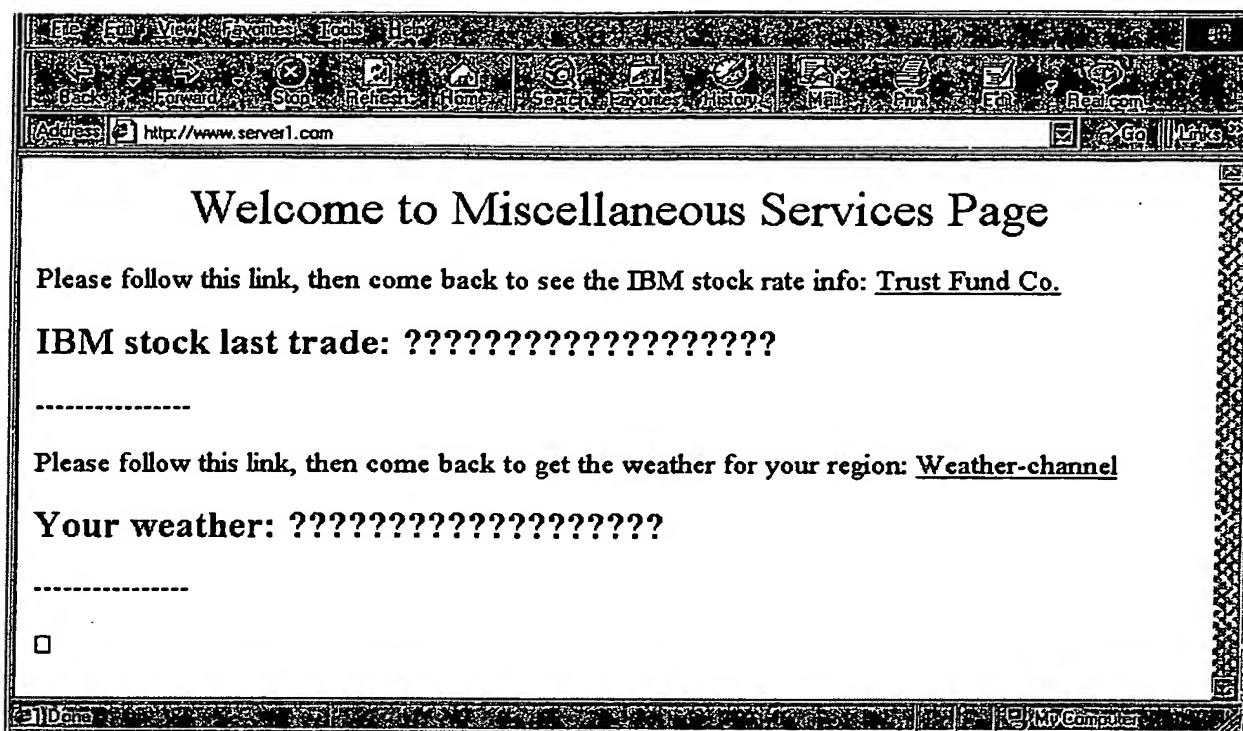 File Edit View Favorites Tools Help
Back Forward Stop Refresh Home Search Favorites History Mail Print Edit Real.com
Address http://www.server1.com Go Links
Welcome to Miscellaneous Services Page
Please follow this link, then come back to see the IBM stock rate info: Trust Fund Co.
IBM stock last trade: ???????????????????
----------------
Please follow this link, then come back to get the weather for your region: Weather-channel
Your weather: ???????????????????
----------------
Done My Computer